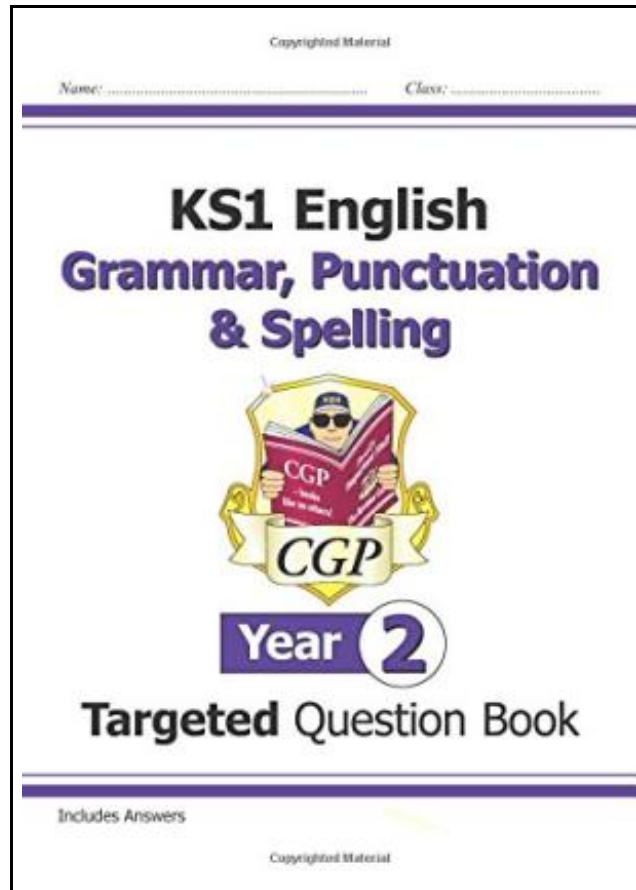 Copyrighted Material
Name: ............................................................ Class: ..................................
KS1 English
Grammar, Punctuation
& Spelling
CGP
CGP
Year 2
Targeted Question Book
Includes Answers
Copyrighted Material